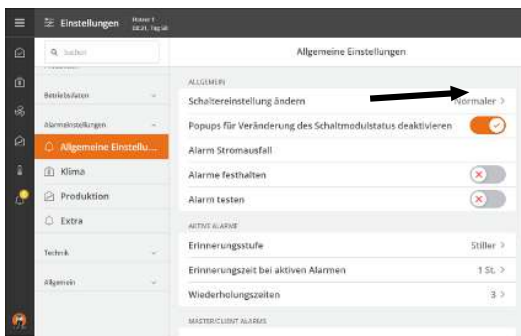 Einstellungen
Suchen
Allgemeine Einstellungen
ALLGEMEIN
Betriebsdaten
Schaltereinstellung ändern Normaler >
Alarmeinstellungen
Popups für Veränderung des Schaltmodulstatus deaktivieren
Allgemeine Einstellu...
Alarm Stromausfall
Klima
Alarme festhalten
Produktion
Alarm testen
Extra
AKTIVE ALARME
Technik
Erinnerungsstufe Stiller >
Allgemein
Erinnerungszeit bei aktiven Alarmen 1 St. >
Wiederholungszeiten 3 >
MASTER/CLIENT ALARMS